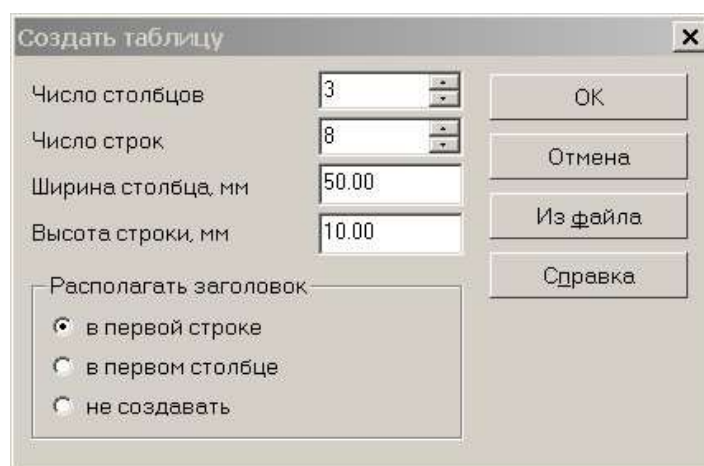 Создать таблицу
Число столбцов 3
Число строк 8
Ширина столбца, мм 50.00
Высота строки, мм 10.00
Располагать заголовок
в первой строке
в первом столбце
не создавать
OK
Отмена
Из файла
Справка